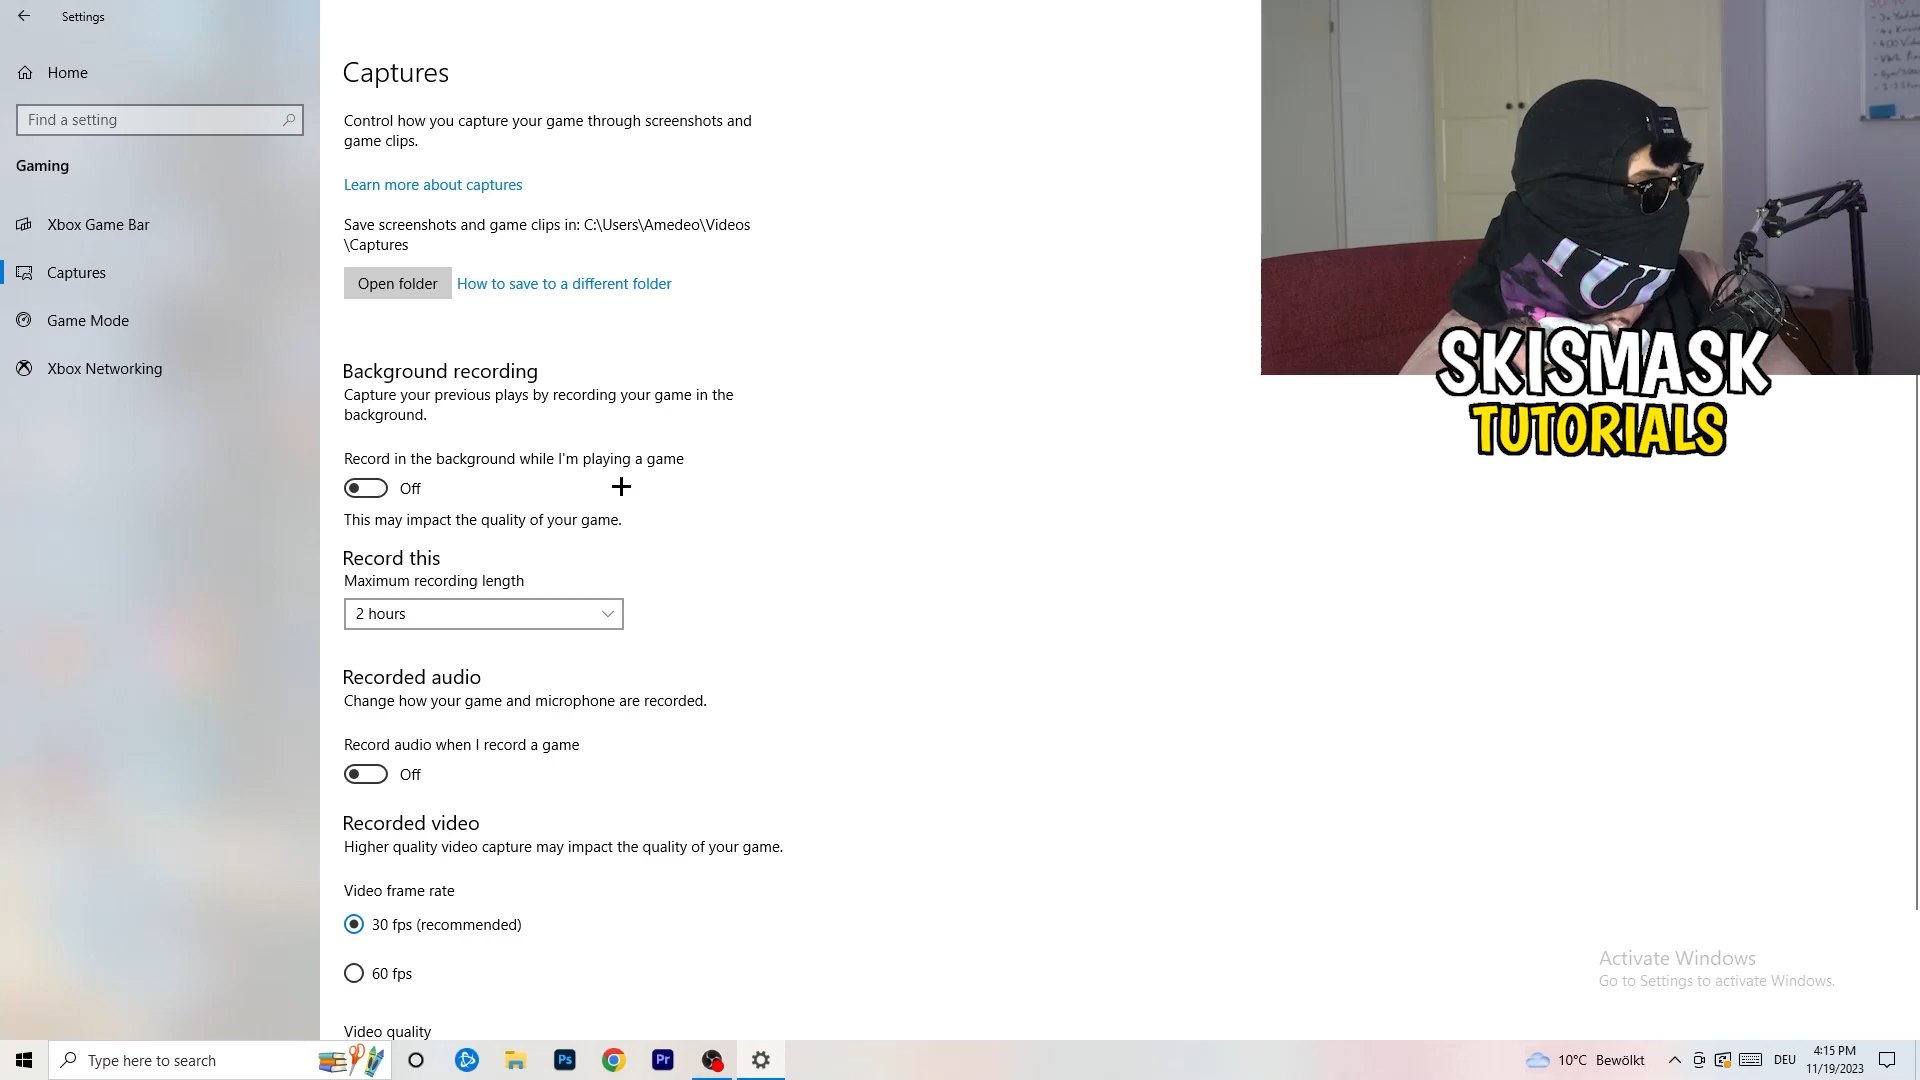 Settings
Home
Find a setting
Gaming
Xbox Game Bar
Captures
Game Mode
Xbox Networking
Captures
Control how you capture your game through screenshots and
game clips.
Learn more about captures
Save screenshots and game clips in: C:\Users\Amedeo\Videos
\Captures
Open folder
How to save to a different folder
Background recording
Capture your previous plays by recording your game in the
background.
Record in the background while I'm playing a game
Off
This may impact the quality of your game.
Record this
Maximum recording length
2 hours
Recorded audio
Change how your game and microphone are recorded.
Record audio when I record a game
Off
Recorded video
Higher quality video capture may impact the quality of your game.
Video frame rate
30 fps (recommended)
60 fps
Video quality
SKISMASK
TUTORIALS
Activate Windows
Go to Settings to activate Windows.
Type here to search
Ps
Pr
10°C Bewölkt
DEU
4:15 PM
11/19/2023